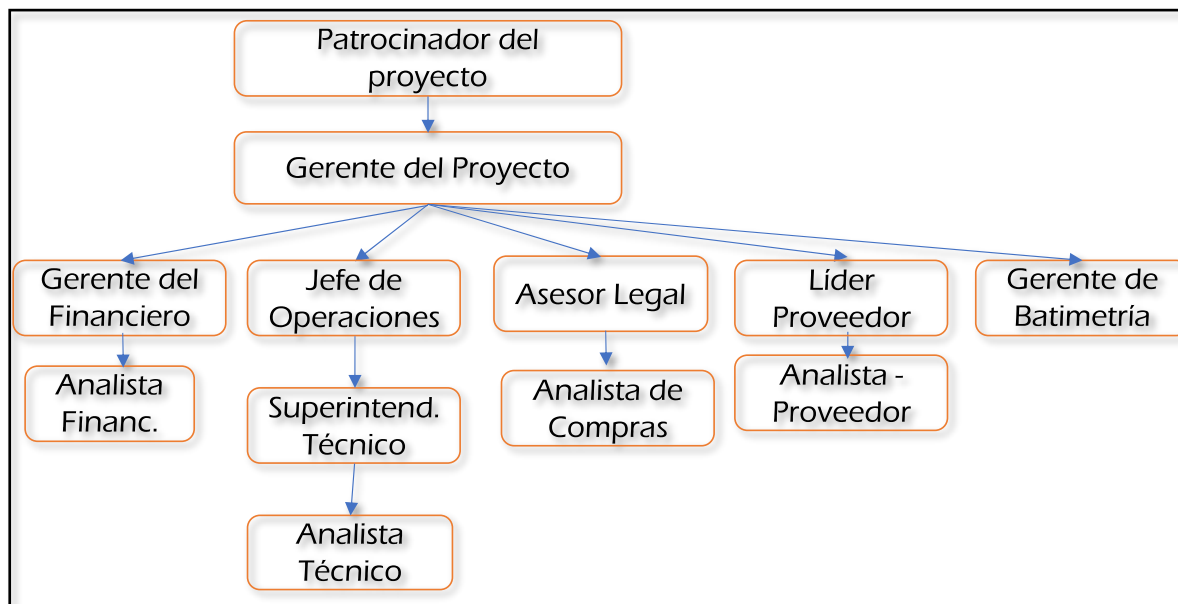 Patrocinador del
proyecto
Gerente del Proyecto
Gerente del
Financiero
Jefe de
Operaciones
Asesor Legal
Líder
Proveedor
Gerente de
Batimetría
Analista
Financ.
Superintend.
Técnico
Analista de
Compras
Analista -
Proveedor
Analista
Técnico